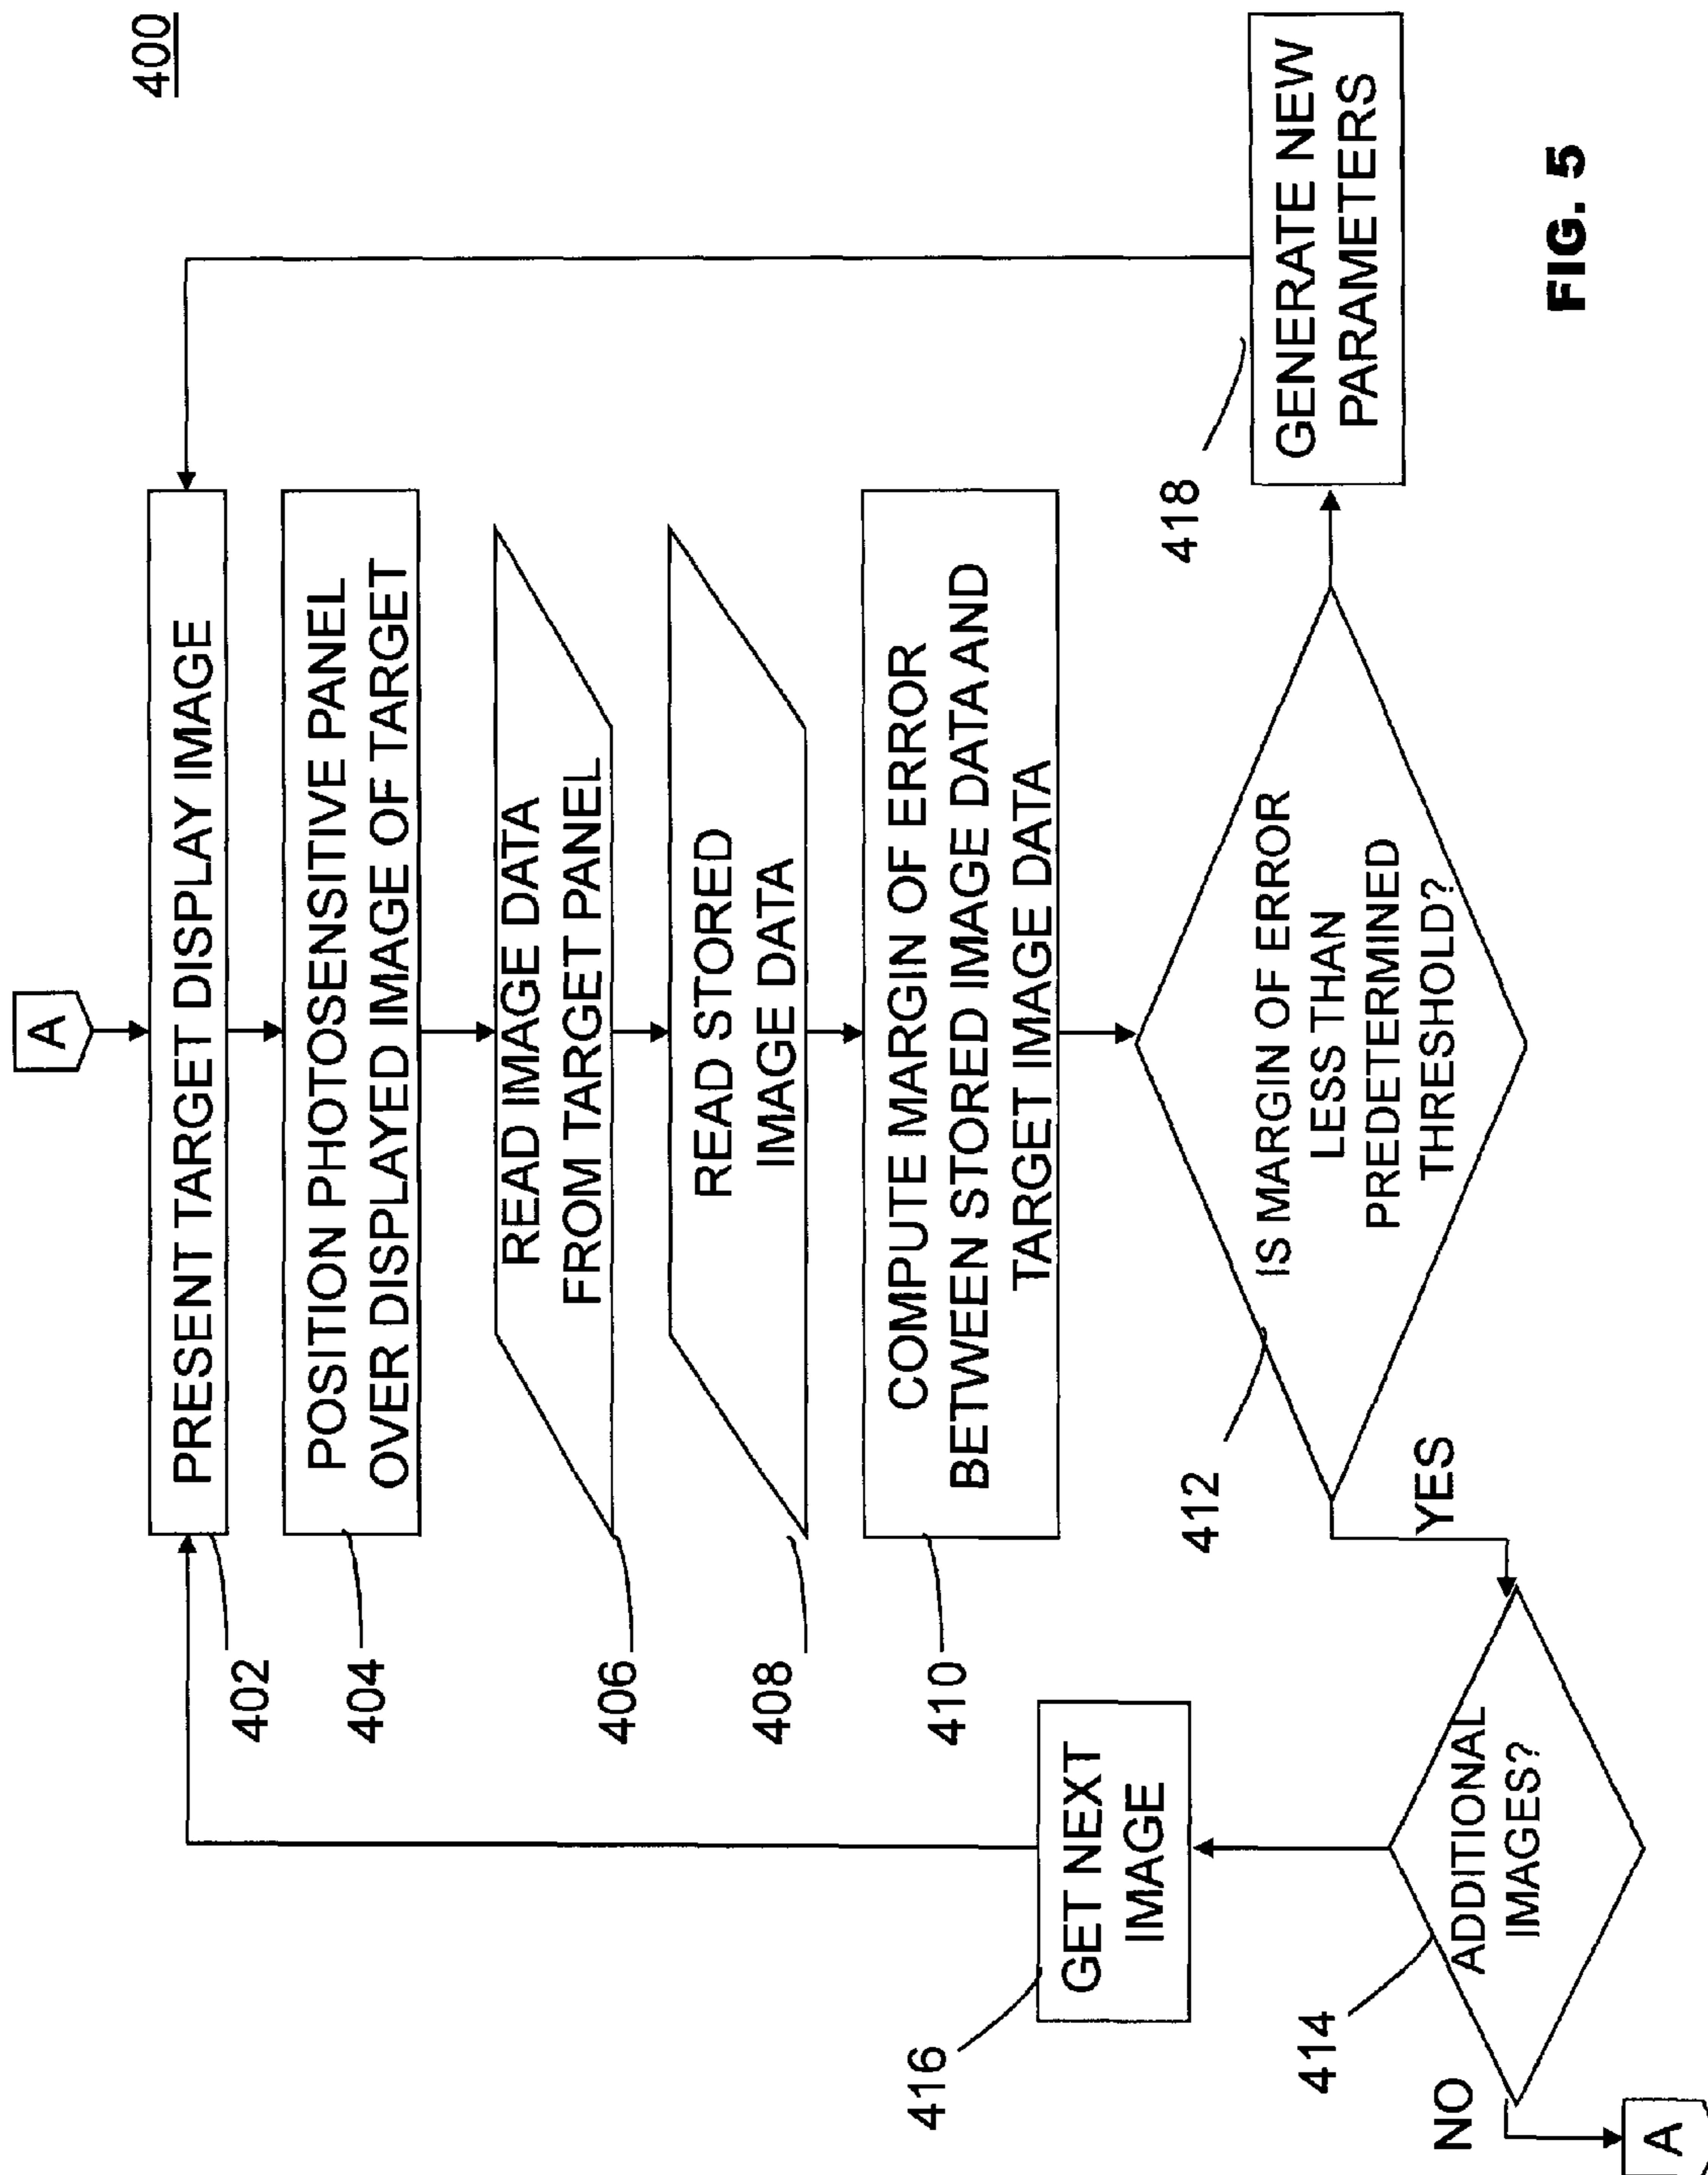 400
A
PRESENT TARGET DISPLAY IMAGE
402
POSITION PHOTOSENSITIVE PANEL
OVER DISPLAYED IMAGE OF TARGET
404
READ IMAGE DATA
FROM TARGET PANEL
406
READ STORED
IMAGE DATA
408
COMPUTE MARGIN OF ERROR
BETWEEN STORED IMAGE DATA AND
TARGET IMAGE DATA
410
IS MARGIN OF ERROR
LESS THAN
PREDETERMINED
THRESHOLD?
412
YES
418
GENERATE NEW
PARAMETERS
GET NEXT
IMAGE
416
ADDITIONAL
IMAGES?
414
NO
A
FIG. 5